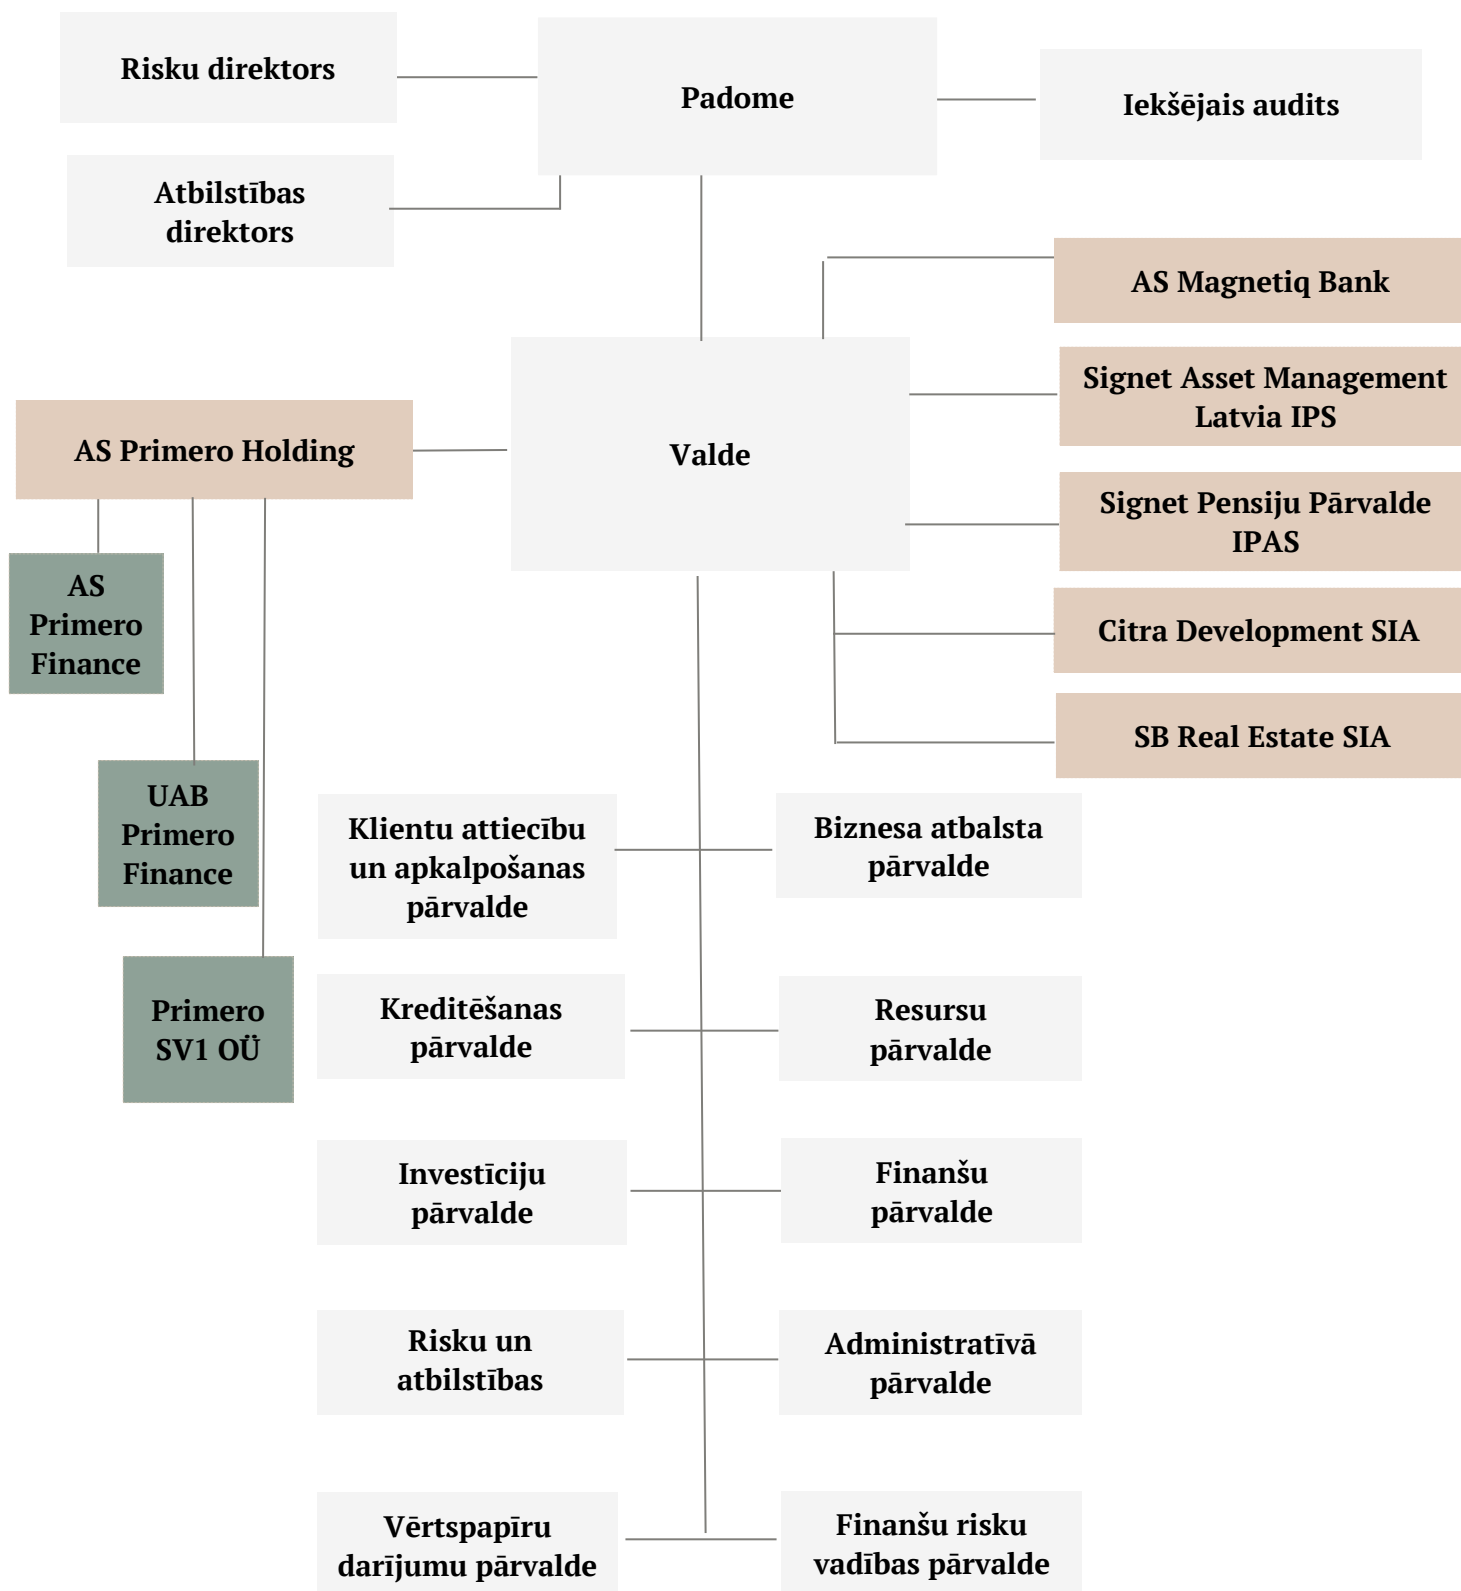 Risku direktors
Padome
Iekšējais audits
Atbilstības
direktors
AS Magnetiq Bank
Signet Asset Management
Latvia IPS
AS Primero Holding
Valde
Signet Pensiju Pārvalde
IPAS
AS
Primero
Finance
Citra Development SIA
SB Real Estate SIA
UAB
Primero
Finance
Klientu attiecību
un apkalpošanas
pārvalde
Biznesa atbalsta
pārvalde
Primero
SV1 OÜ
Kreditēšanas
pārvalde
Resursu
pārvalde
Investīciju
pārvalde
Finanšu
pārvalde
Risku un
atbilstības
Administratīvā
pārvalde
Vērtspapīru
darījumu pārvalde
Finanšu risku
vadības pārvalde